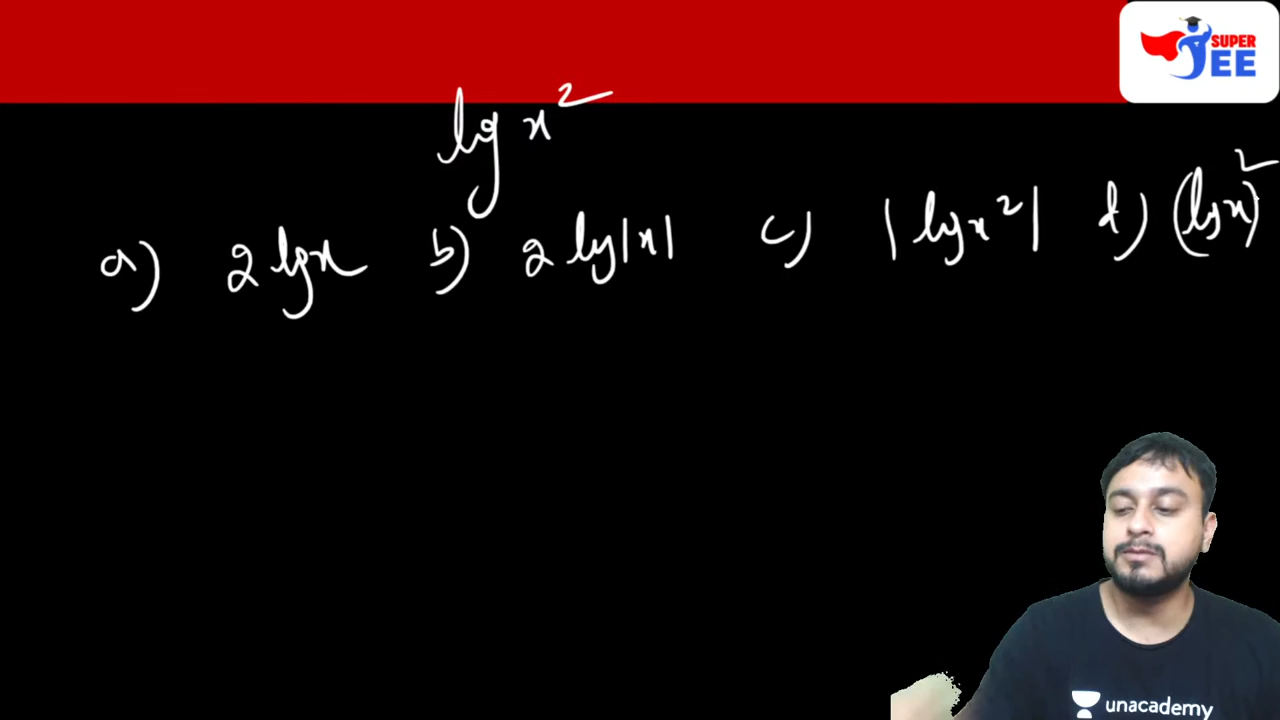 SUPER
JEE
log x²
a) 2 log x b) 2 log |x| c) |log x²| d) (log x)²
unacademy